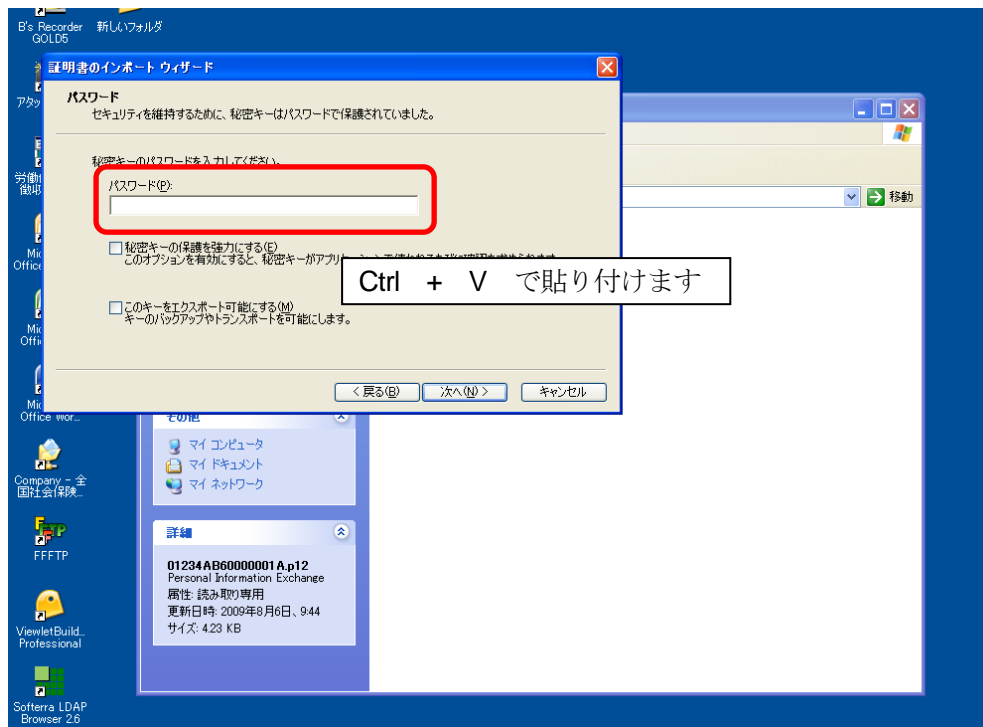 B's Recorder
GOLD5
新しいフォルダ
証明書のインポート ウィザード
パスワード
セキュリティを維持するために、秘密キーはパスワードで保護されていました。
秘密キーのパスワードを入力してください。
パスワード(P):
秘密キーの保護を強力にする(E)
このオプションを有効にすると、秘密キーがアプリ
Ctrl + V で貼り付けます
このキーをエクスポート可能にする(M)
キーのバックアップやトランスポートを可能にします。
< 戻る(B)
次へ(N) >
キャンセル
移動
アタッ
労働
徴収
Mic
Office
Mic
Offi
Mic
Office Wor...
Company - 全
国社会保険...
FFFTP
ViewletBuild...
Professional
Softerra LDAP
Browser 2.6
その他
マイ コンピュータ
マイ ドキュメント
マイ ネットワーク
詳細
01234AB60000001A.p12
Personal Information Exchange
属性: 読み取り専用
更新日時: 2009年8月6日、9:44
サイズ: 4.23 KB